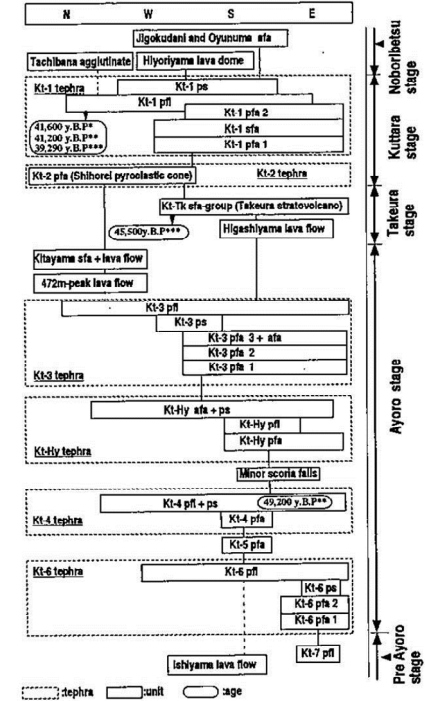 N W S E
Jigokudani and Oyunuma afa
Tachibana agglutinate
Hiyoriyama lava dome
Kt-1 tephra
Kt-1 ps
Kt-1 pfl
Kt-1 pfa 2
41,600 y.B.P*
41,200 y.B.P**
39,290 y.B.P***
Kt-1 sfa
Kt-1 pfa 1
Kt-2 pfa (Shihorei pyroclastic cone)
Kt-2 tephra
Kt-Tk sfa-group (Takeura stratovolcano)
45,500y.B.P***
Higashiyama lava flow
Kitayama sfa + lava flow
472m-peak lava flow
Kt-3 pfl
Kt-3 ps
Kt-3 pfa 3 + afa
Kt-3 pfa 2
Kt-3 pfa 1
Kt-3 tephra
Kt-Hy afa + ps
Kt-Hy pfl
Kt-Hy pfa
Kt-Hy tephra
Minor scoria falls
Kt-4 pfl + ps
49,200 y.B.P**
Kt-4 tephra
Kt-4 pfa
Kt-5 pfa
Kt-6 tephra
Kt-6 pfl
Kt-6 ps
Kt-6 pfa 2
Kt-6 pfa 1
Kt-7 pfl
Ishiyama lava flow
:tephra :unit :age
Noboribetsu
stage
Kuttara
stage
Takeura
stage
Ayoro stage
Pre Ayoro
stage